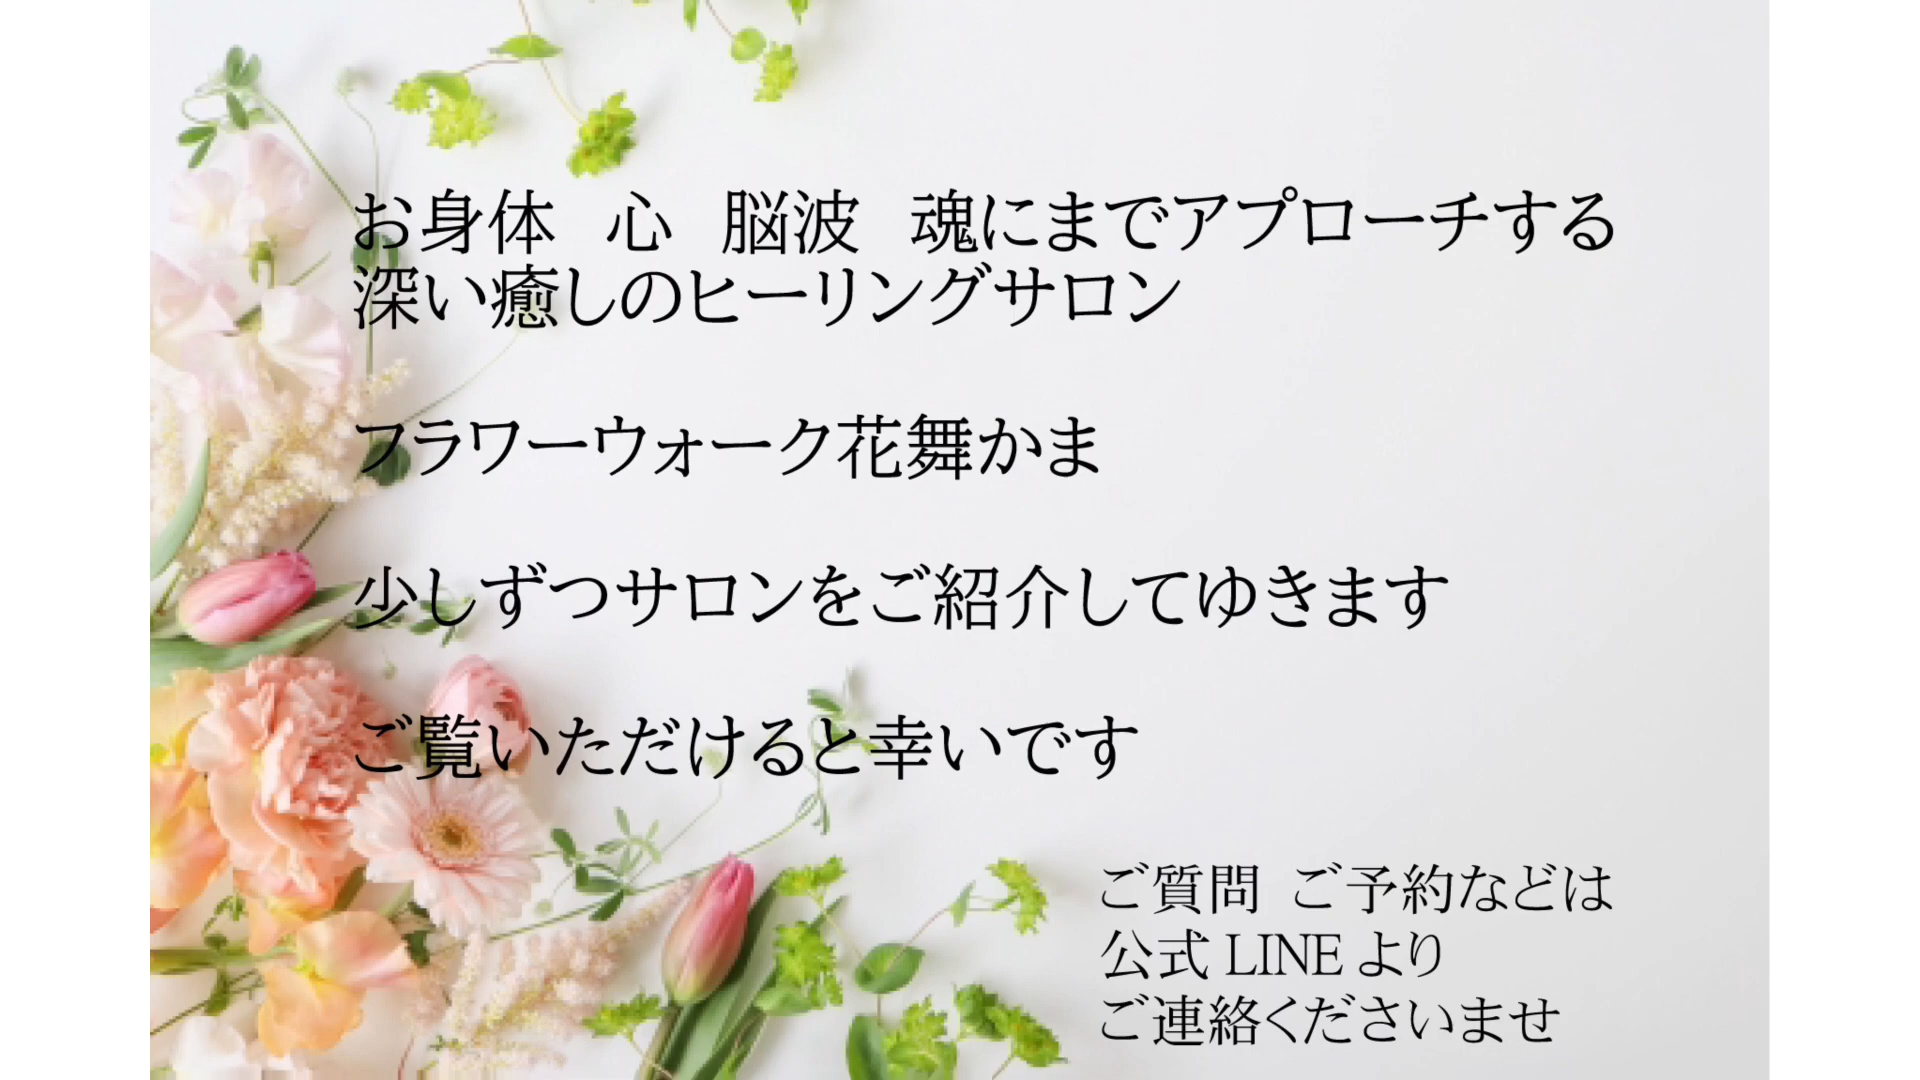 お身体　心　脳波　魂にまでアプローチする
深い癒しのヒーリングサロン
フラワーウォーク花舞かま
少しずつサロンをご紹介してゆきます
ご覧いただけると幸いです
ご質問 ご予約などは
公式 LINE より
ご連絡くださいませ